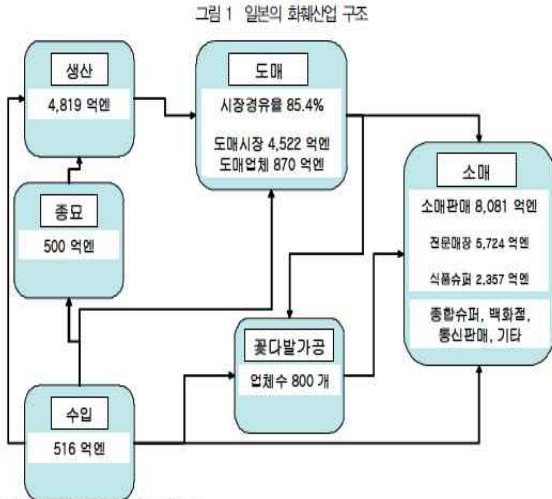 그림 1 일본의 화훼산업 구조
생산
4,819 억엔
도매
시장경유율 85.4%
도매시장 4,522 억엔
도매업체 870 억엔
소매
소매판매 8,081 억엔
전문매장 5,724 억엔
식품슈퍼 2,357 억엔
종합슈퍼, 백화점,
통신판매, 기타
종묘
500 억엔
꽃다발가공
업체수 800 개
수입
516 억엔